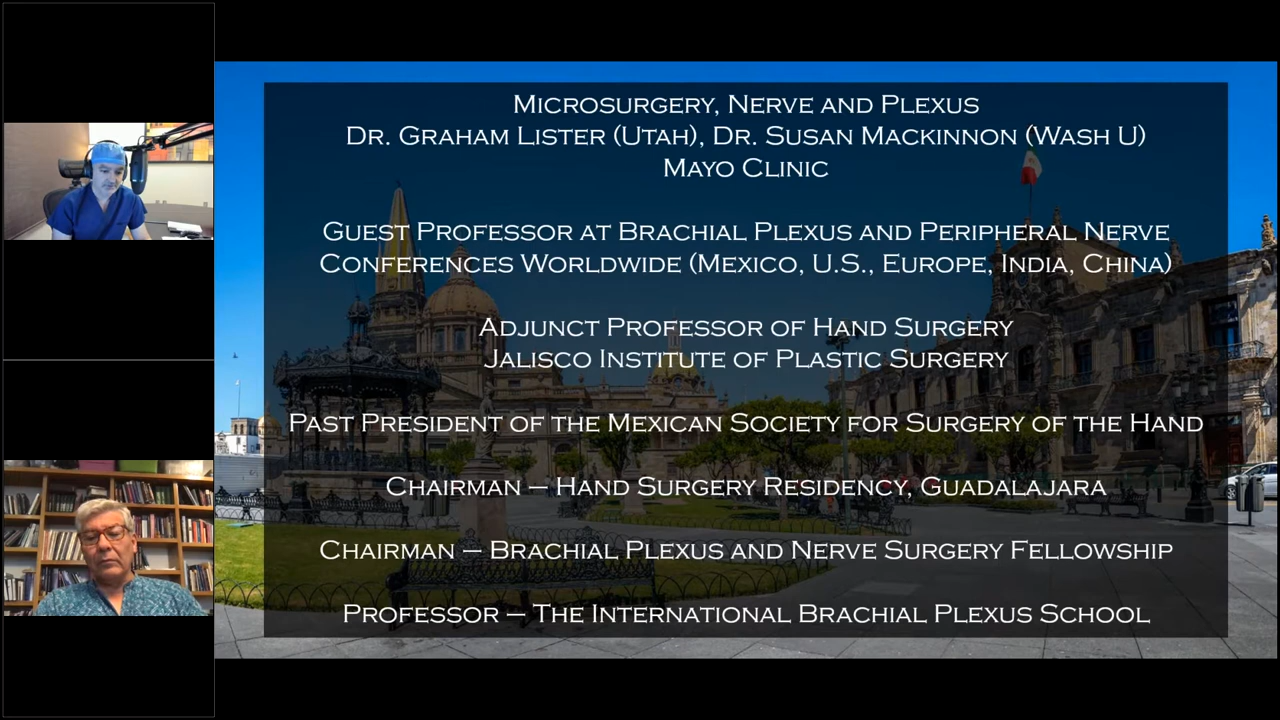 Microsurgery, Nerve and Plexus
Dr. Graham Lister (Utah), Dr. Susan Mackinnon (Wash U)
Mayo Clinic
Guest Professor at Brachial Plexus and Peripheral Nerve
Conferences Worldwide (Mexico, U.S., Europe, India, China)
Adjunct Professor of Hand Surgery
Jalisco Institute of Plastic Surgery
Past President of the Mexican Society for Surgery of the Hand
Chairman – Hand Surgery Residency, Guadalajara
Chairman – Brachial Plexus and Nerve Surgery Fellowship
Professor – The International Brachial Plexus School